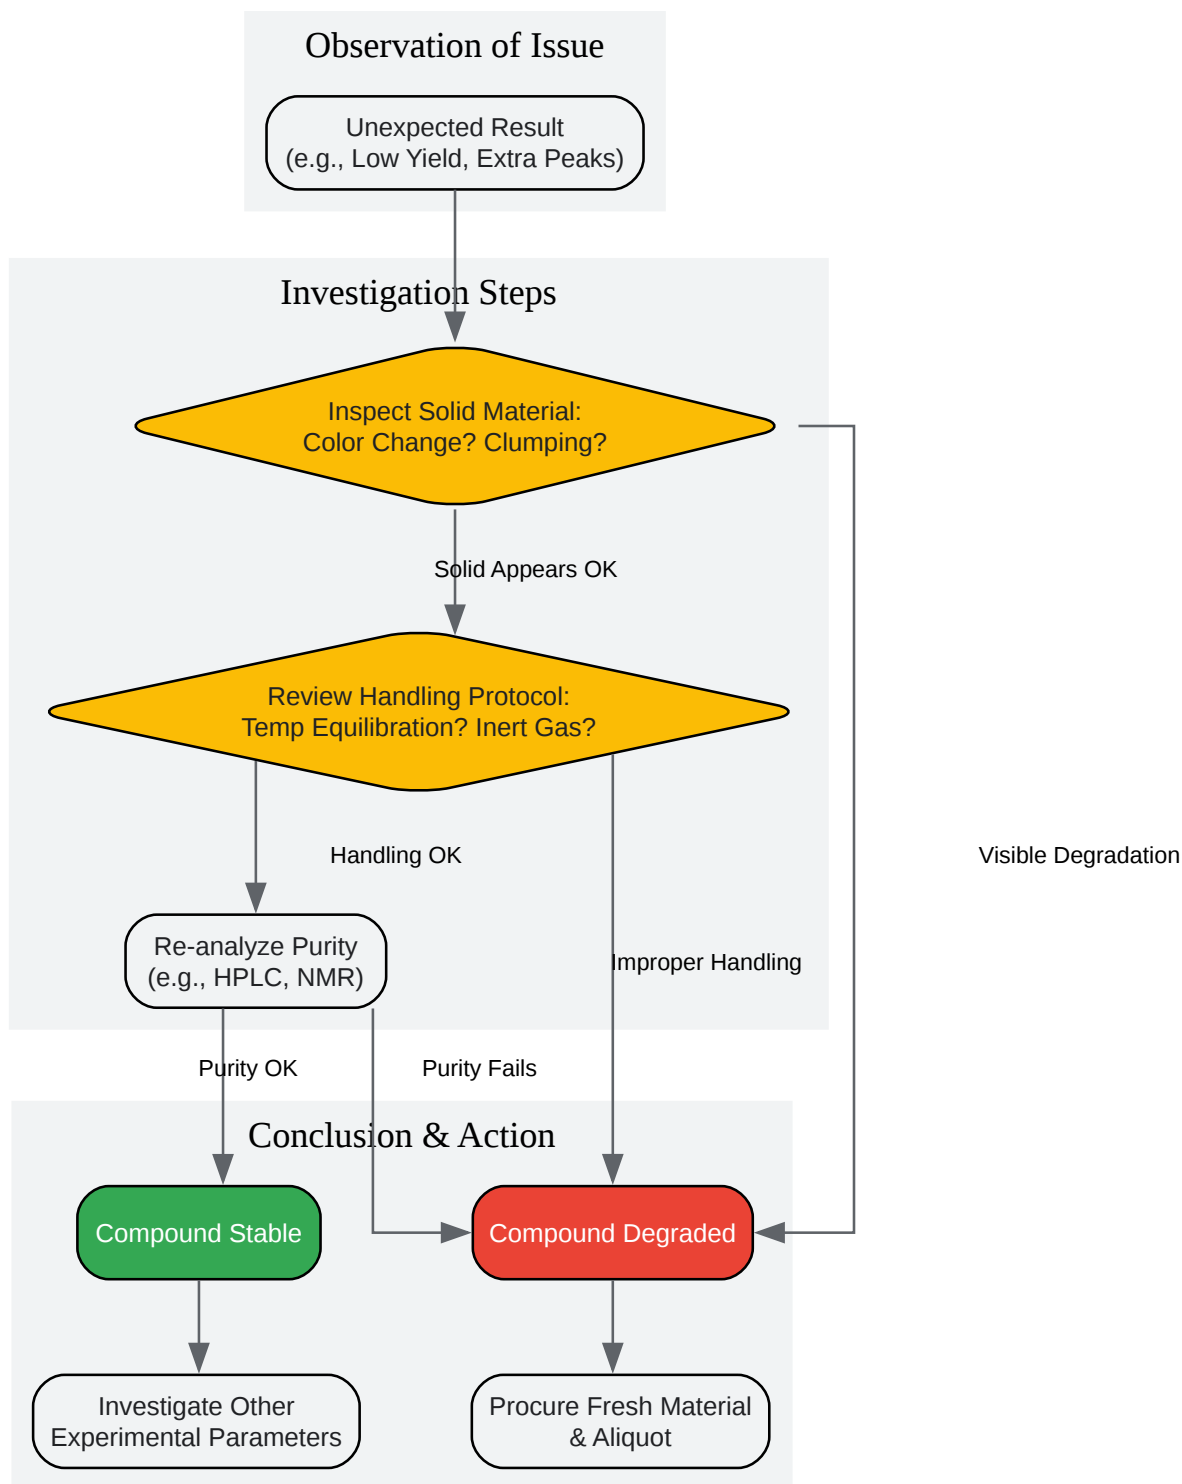 Observation of Issue
Unexpected Result
(e.g., Low Yield, Extra Peaks)
Investigation Steps
Inspect Solid Material:
Color Change? Clumping?
Solid Appears OK
Review Handling Protocol:
Temp Equilibration? Inert Gas?
Handling OK
Visible Degradation
Re-analyze Purity
(e.g., HPLC, NMR)
Improper Handling
Purity OK
Purity Fails
Conclusion & Action
Compound Stable
Compound Degraded
Investigate Other
Experimental Parameters
Procure Fresh Material
& Aliquot